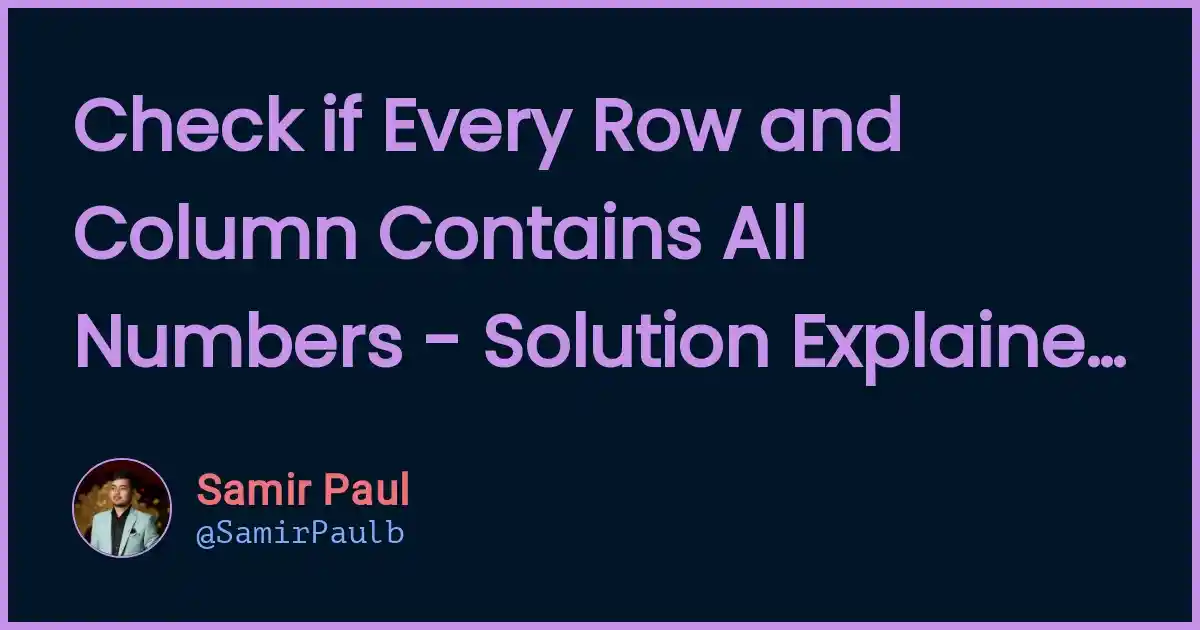 Check if Every Row and
Column Contains All
Numbers - Solution Explaine...
Samir Paul
@SamirPaulb